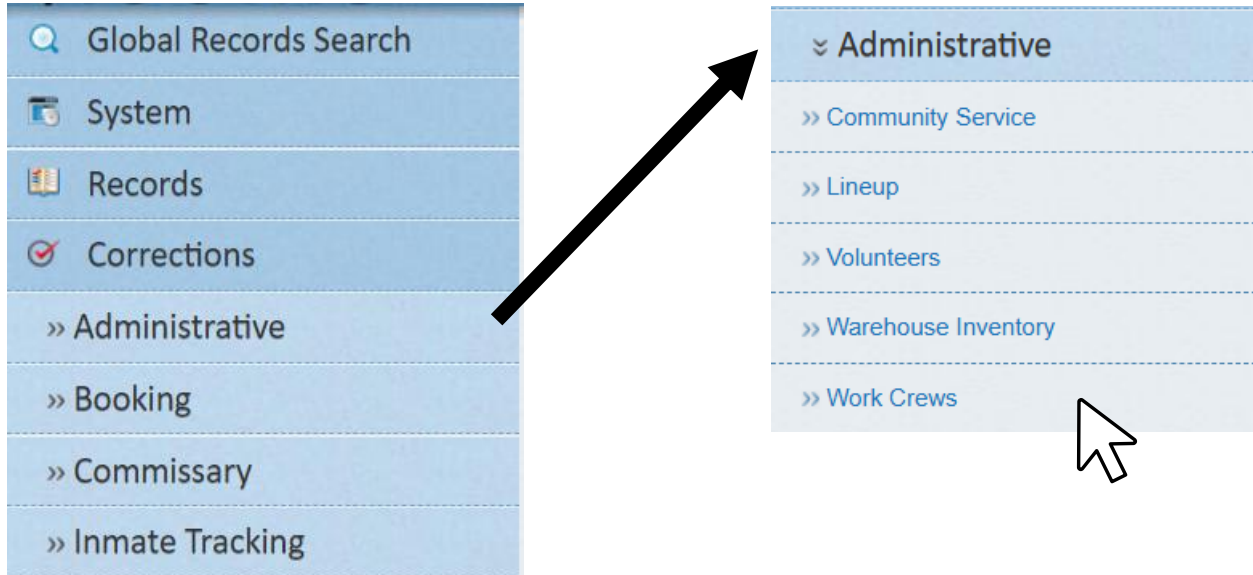 Global Records Search
System
Records
Corrections
» Administrative
» Booking
» Commissary
» Inmate Tracking
Administrative
» Community Service
» Lineup
» Volunteers
» Warehouse Inventory
» Work Crews